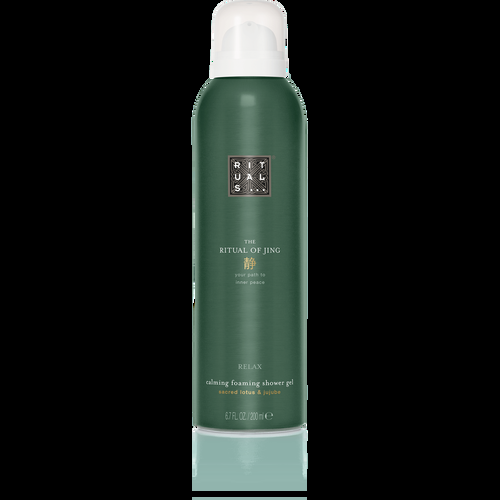 RIT
UAL
S...
THE
RITUAL OF JING
静
your path to
inner peace
RELAX
calming foaming shower gel
sacred lotus & jujube
6.7 FL. OZ. / 200 ml ℮